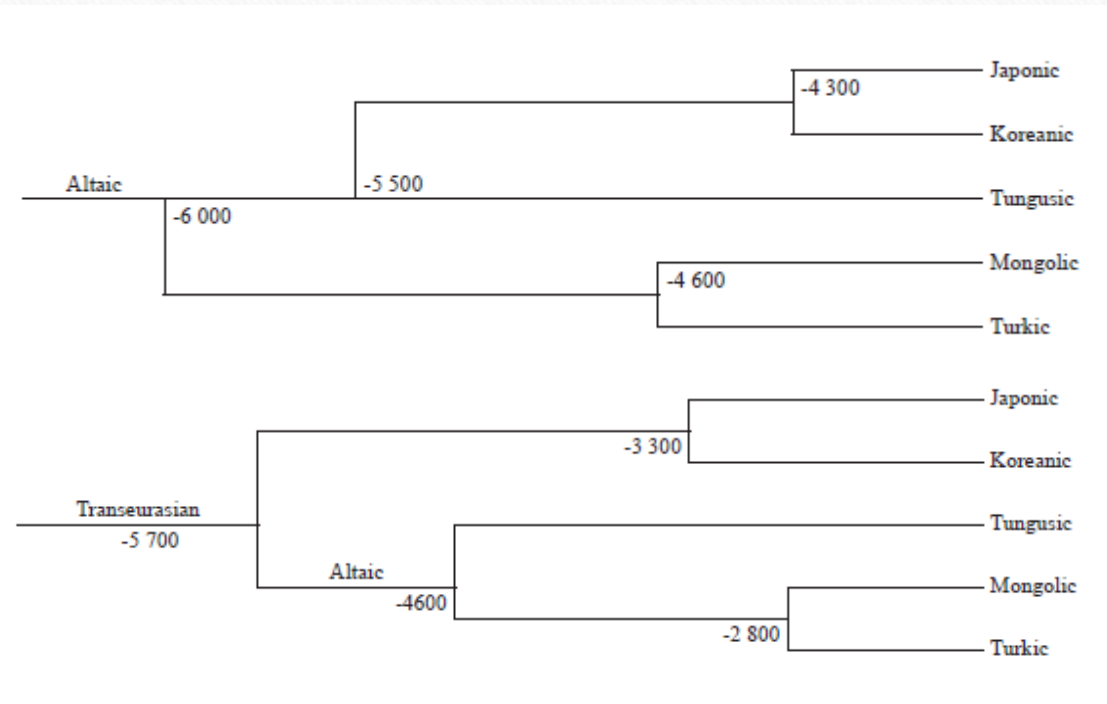 Japonic
-4 300
Koreanic
Altaic
-5 500
Tungusic
-6 000
Mongolic
-4 600
Turkic
Japonic
-3 300
Koreanic
Transeurasian
-5 700
Tungusic
Altaic
-4600
Mongolic
-2 800
Turkic